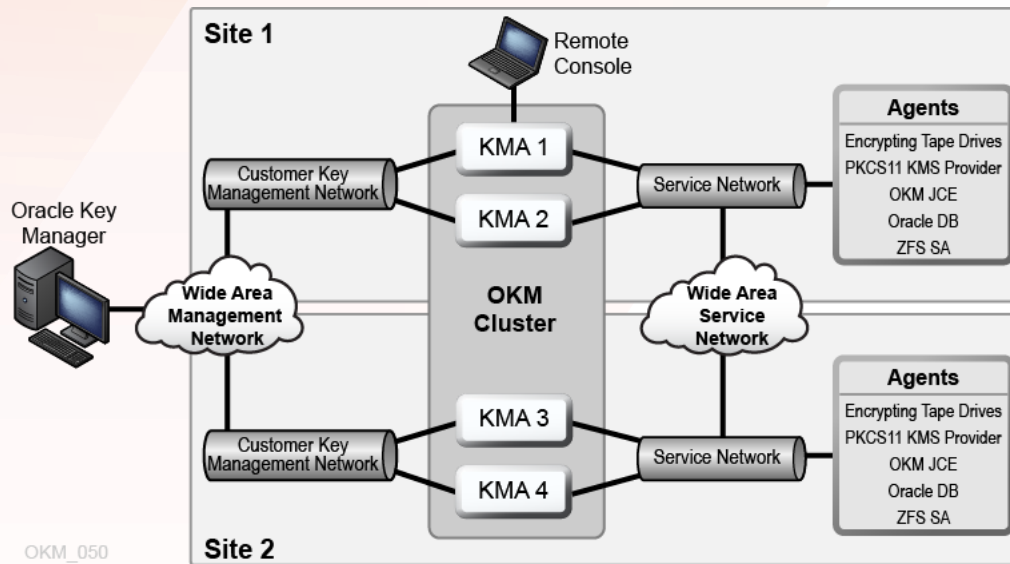 Site 1
Remote
Console
Agents
Encrypting Tape Drives
PKCS11 KMS Provider
OKM JCE
Oracle DB
ZFS SA
KMA 1
KMA 2
Customer Key
Management Network
Service Network
Oracle Key
Manager
Wide Area
Management
Network
OKM
Cluster
Wide Area
Service
Network
Agents
Encrypting Tape Drives
PKCS11 KMS Provider
OKM JCE
Oracle DB
ZFS SA
KMA 3
KMA 4
Customer Key
Management Network
Service Network
OKM_050
Site 2